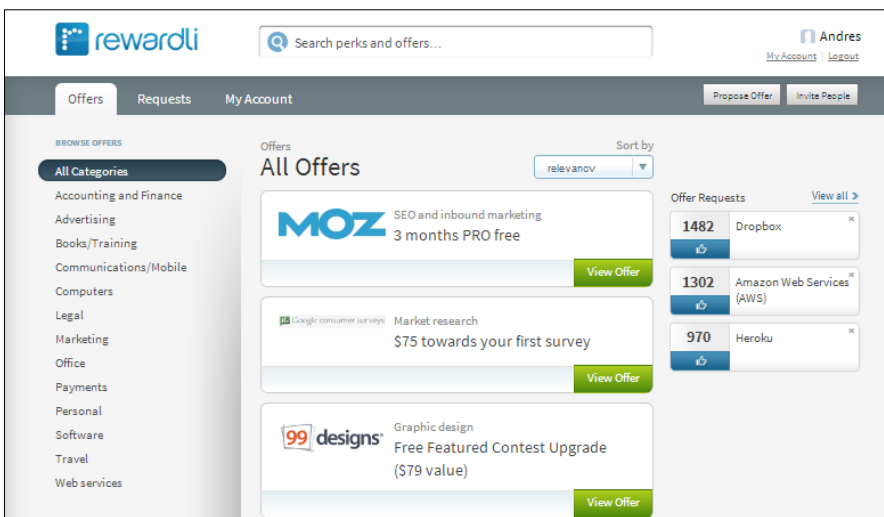 rewardli
Search perks and offers...
Andres
My Account | Logout
Offers
Requests
My Account
Propose Offer
Invite People
BROWSE OFFERS
All Categories
Accounting and Finance
Advertising
Books/Training
Communications/Mobile
Computers
Legal
Marketing
Office
Payments
Personal
Software
Travel
Web services
Offers
All Offers
Sort by
relevancy
MOZ
SEO and inbound marketing
3 months PRO free
View Offer
Google consumer surveys
Market research
$75 towards your first survey
View Offer
99designs
Graphic design
Free Featured Contest Upgrade
($79 value)
View Offer
Offer Requests
View all >
1482
Dropbox
1302
Amazon Web Services
(AWS)
970
Heroku